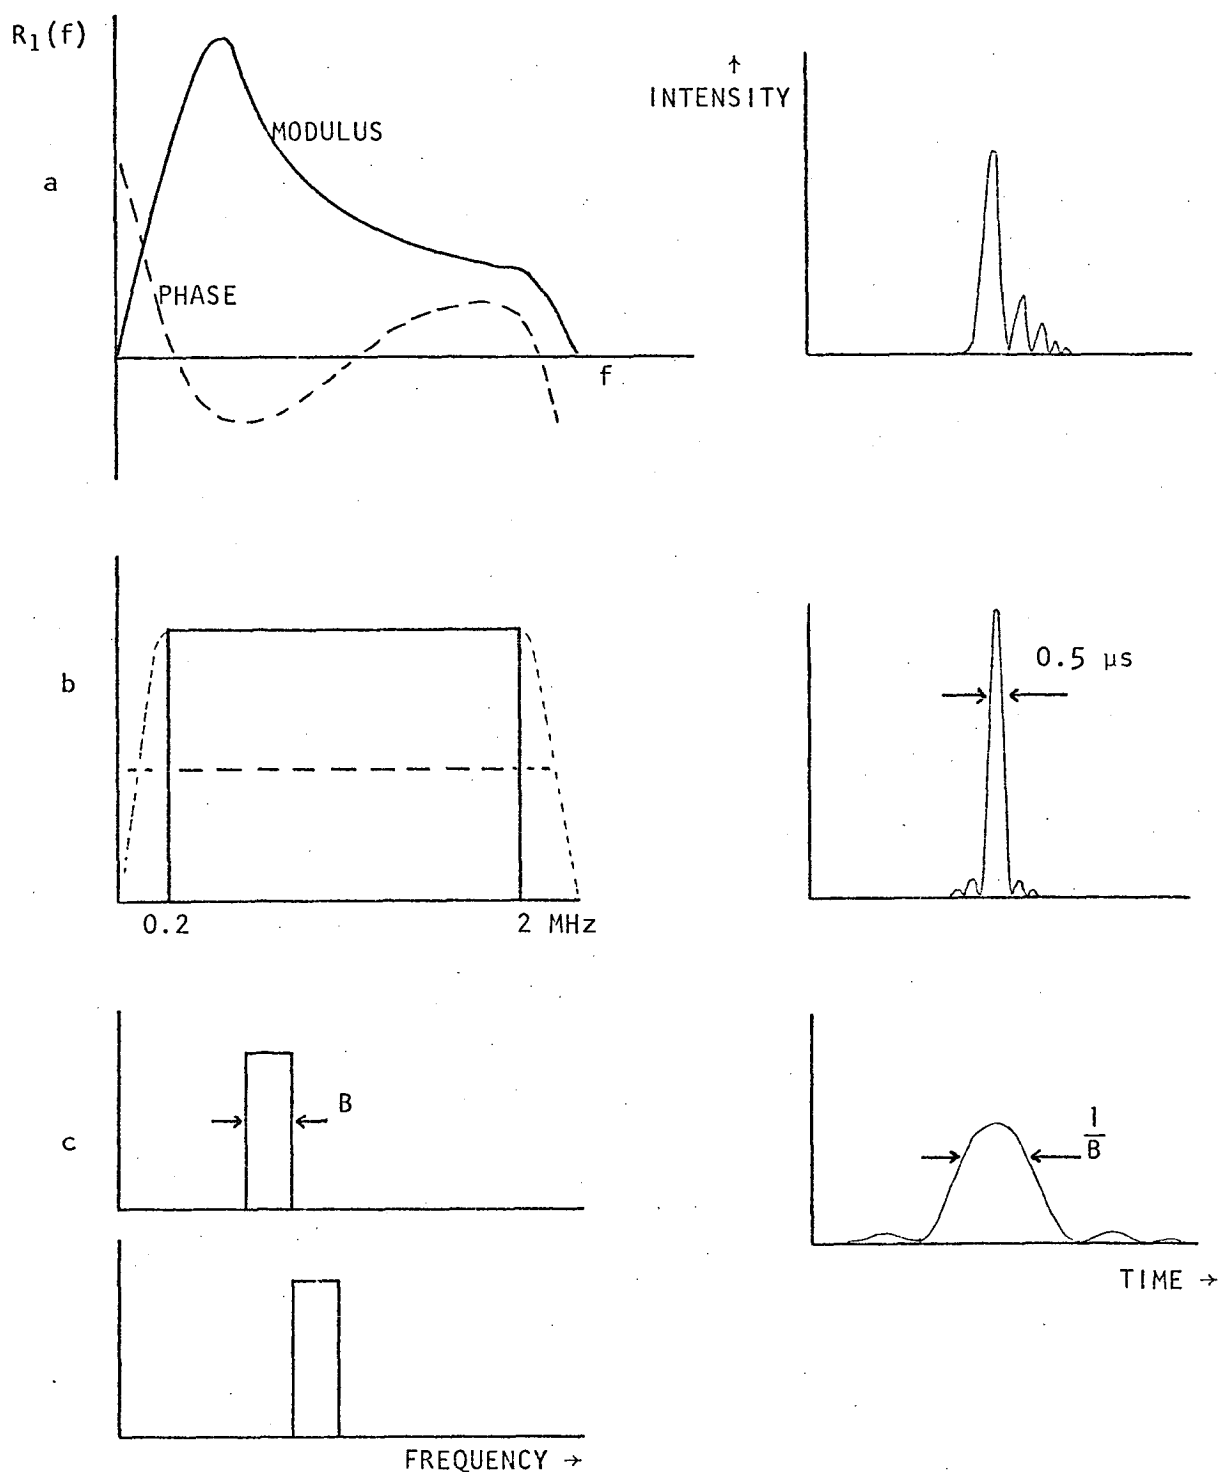 R1(f)
MODULUS
a
PHASE
f
↑
INTENSITY
b
0.2
2 MHz
0.5 μs
c
B
1
B
TIME →
FREQUENCY →